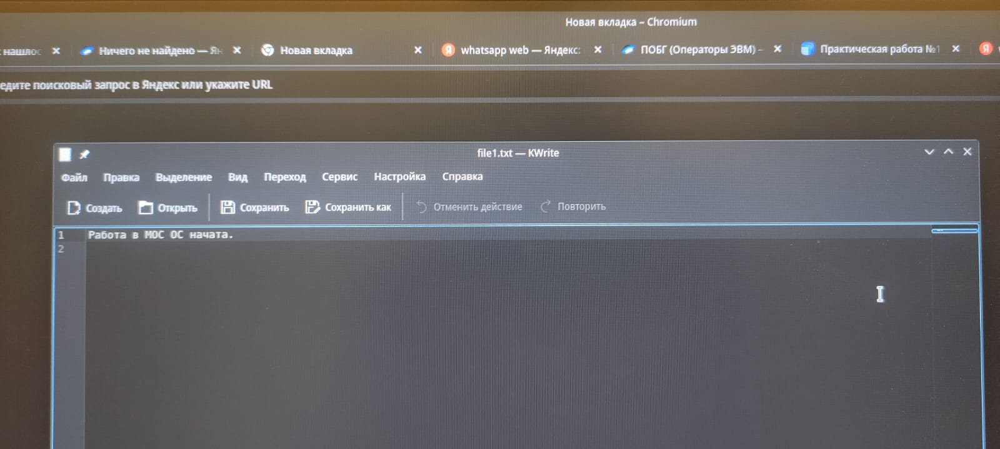 Новая вкладка – Chromium
нашлос Ничего не найдено — Ян Новая вкладка whatsapp web — Яндекс: ПОБГ (Операторы ЭВМ) – Практическая работа №1
едите поисковый запрос в Яндекс или укажите URL
file1.txt — KWrite
Файл Правка Выделение Вид Переход Сервис Настройка Справка
Создать Открыть Сохранить Сохранить как Отменить действие Повторить
1 Работа в МОС ОС начата.
2